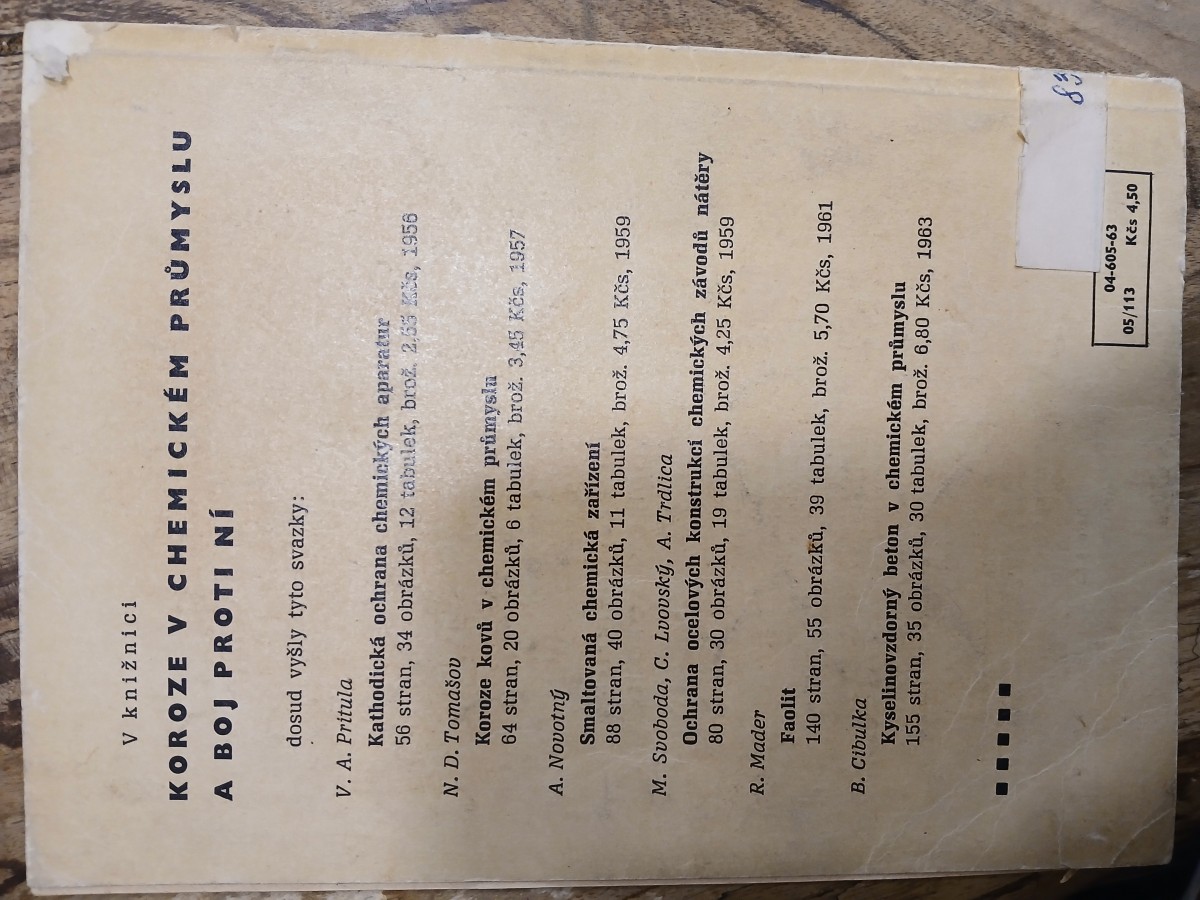 V knižnici
KOROZE V CHEMICKÉM PRŮMYSLU
A BOJ PROTI NÍ
dosud vyšly tyto svazky:
V. A. Pritula
Kathodická ochrana chemických aparatur
56 stran, 34 obrázků, 12 tabulek, brož. 2,55 Kčs, 1956
N. D. Tomašov
Koroze kovů v chemickém průmyslu
64 stran, 20 obrázků, 6 tabulek, brož. 3,45 Kčs, 1957
A. Novotný
Smaltovaná chemická zařízení
88 stran, 40 obrázků, 11 tabulek, brož. 4,75 Kčs, 1959
M. Svoboda, C. Lvovský, A. Trdlica
Ochrana ocelových konstrukcí chemických závodů nátěry
80 stran, 30 obrázků, 19 tabulek, brož. 4,25 Kčs, 1959
R. Mader
Faolit
140 stran, 55 obrázků, 39 tabulek, brož. 5,70 Kčs, 1961
B. Cibulka
Kyselinovzdorný beton v chemickém průmyslu
155 stran, 35 obrázků, 30 tabulek, brož. 6,80 Kčs, 1963
04-605-63
05/113 Kčs 4,50